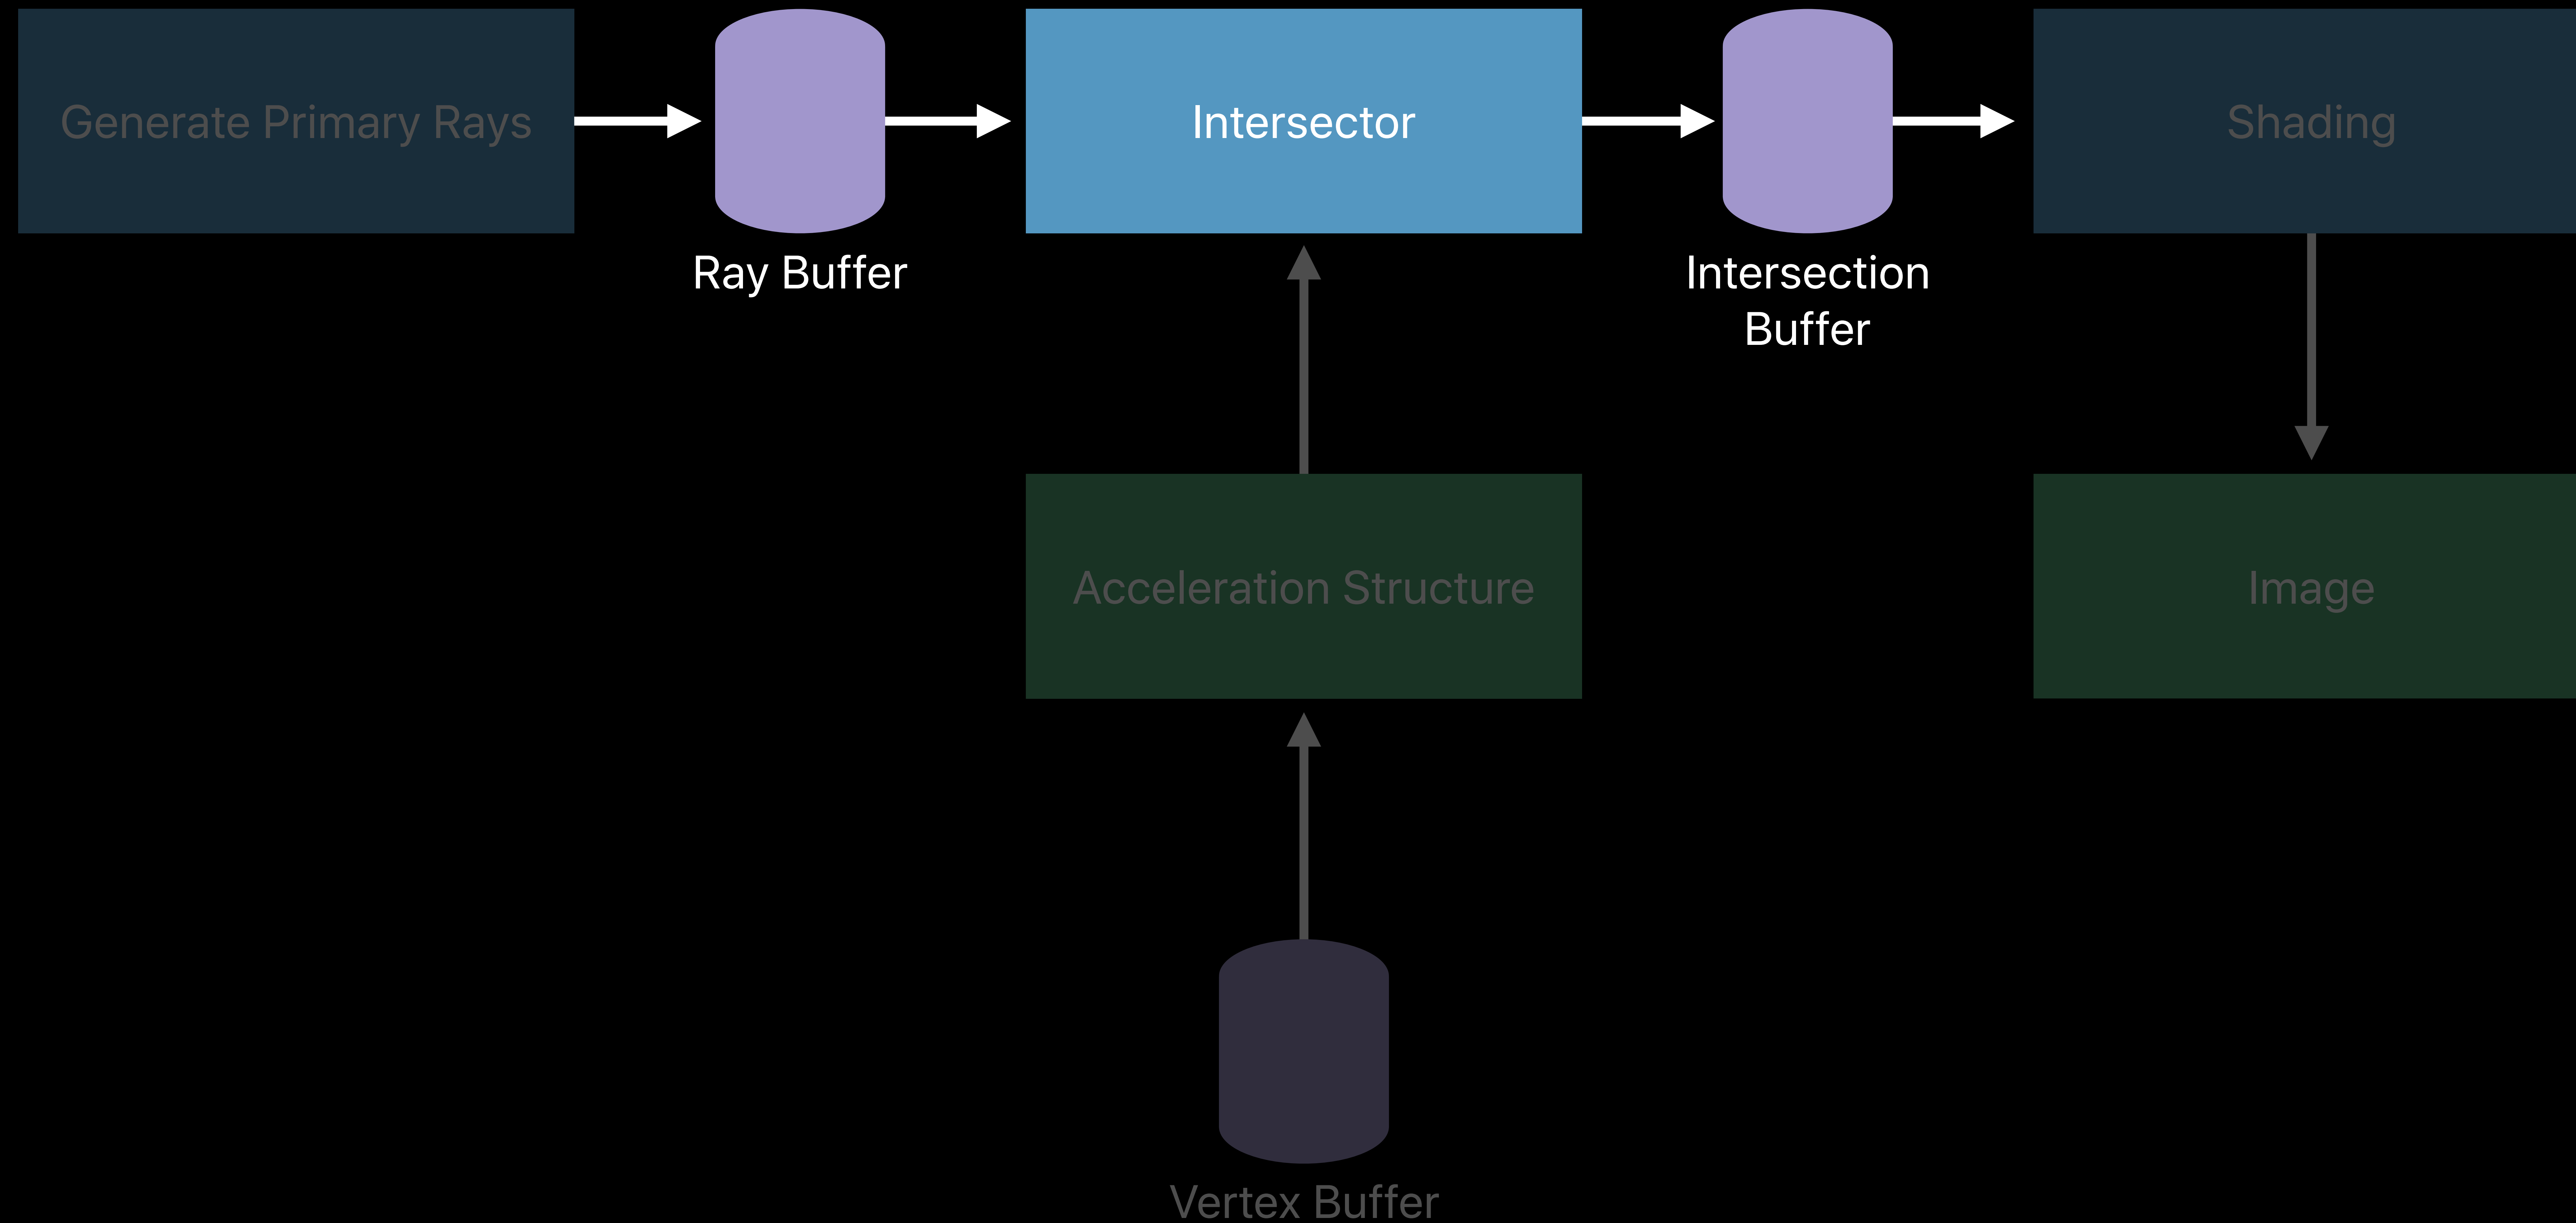 Generate Primary Rays
Intersector
Shading
Ray Buffer
Intersection
Buffer
Acceleration Structure
Image
Vertex Buffer